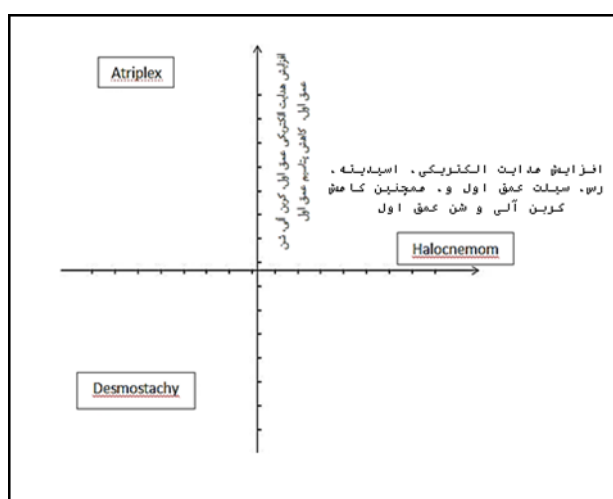 Atriplex
افزایش هدایت الکتریکی عمق اول، کربن آلی، شن
عمق اول، کاهش پتاسیم عمق اول
افزایش هدایت الکتریکی، اسیدیته،
رس، سیلت عمق اول و، همچنین کاهش
کربن آلی و شن عمق اول
Halocnemom
Desmostachy